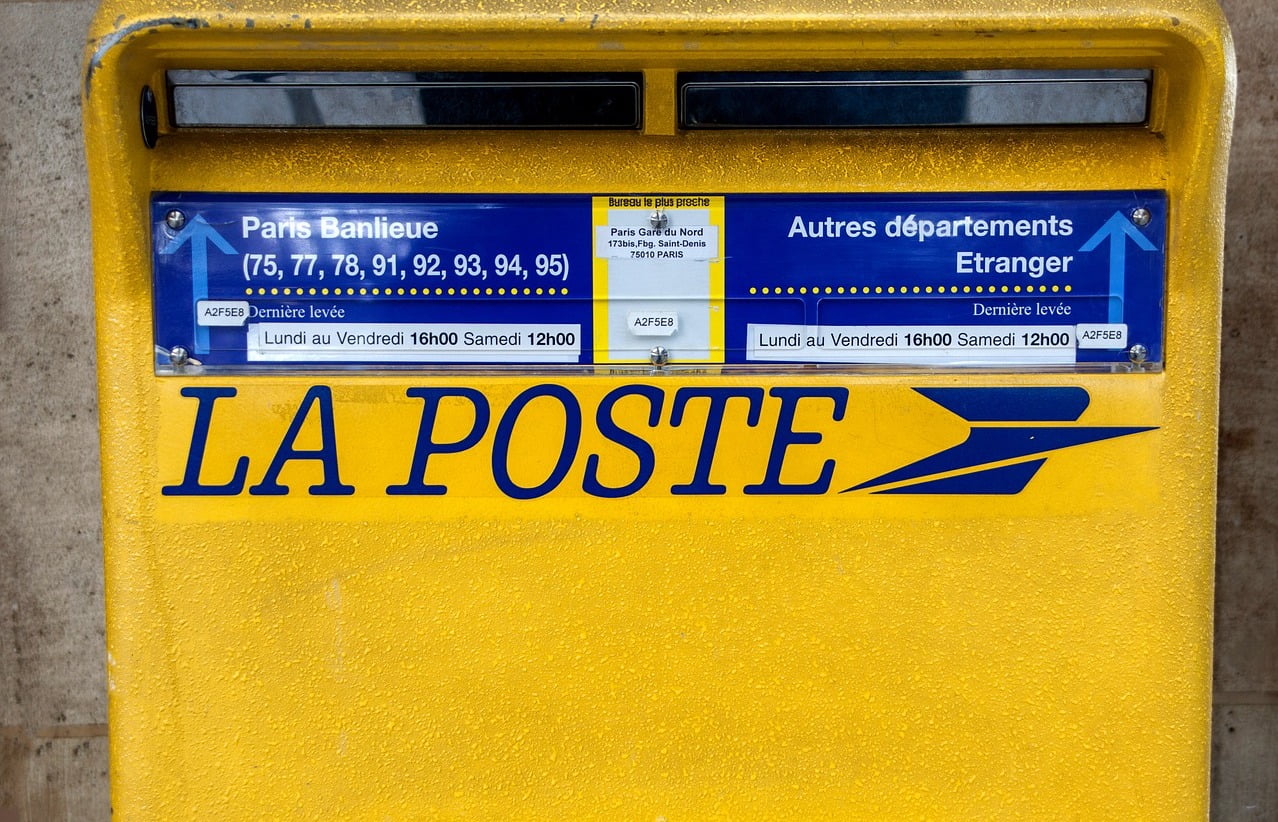 Paris Banlieue
(75, 77, 78, 91, 92, 93, 94, 95)
A2F5E8
Dernière levée
Lundi au Vendredi 16h00 Samedi 12h00
Bureau le plus proche
Paris Gare du Nord
173bis,Fbg. Saint-Denis
75010 PARIS
A2F5E8
Autres départements
Etranger
Dernière levée
Lundi au Vendredi 16h00 Samedi 12h00
A2F5E8
LA POSTE